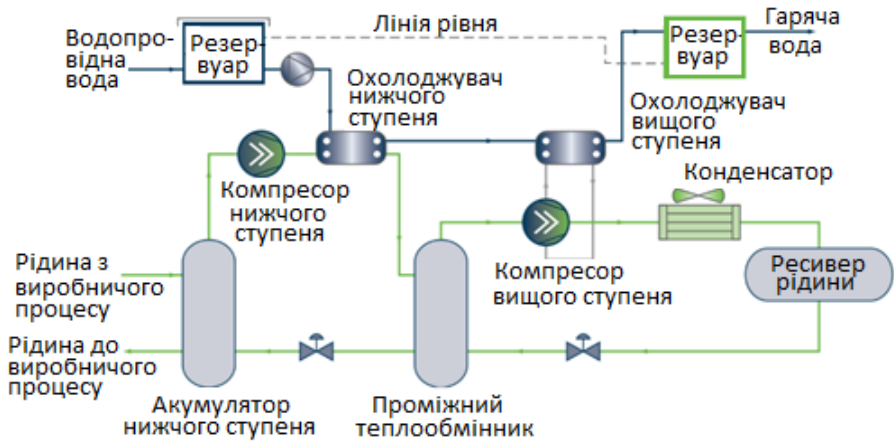 Водопро-
відна
вода
Резер-
вуар
Лінія рівня
Резер-
вуар
Гаряча
вода
Охолоджувач
нижчого
ступеня
Охолоджувач
вищого
ступеня
Компресор
нижчого
ступеня
Конденсатор
Рідина з
виробничого
процесу
Компресор
вищого ступеня
Ресивер
рідини
Рідина до
виробничого
процесу
Акумулятор
нижчого ступеня
Проміжний
теплообмінник